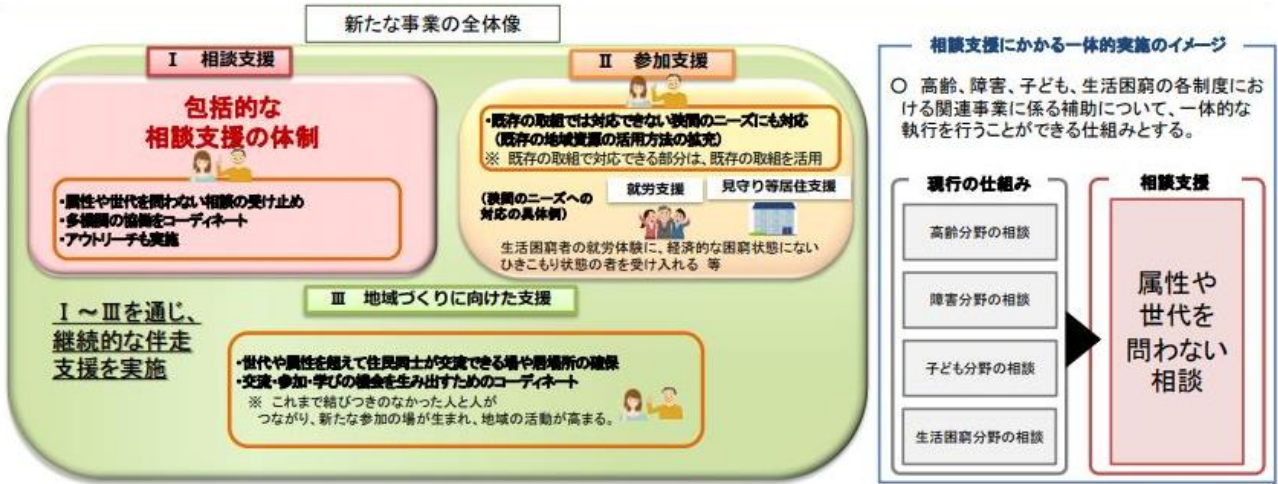 新たな事業の全体像
Ⅰ 相談支援
包括的な
相談支援の体制
・属性や世代を問わない相談の受け止め
・多機関の協働をコーディネート
・アウトリーチも実施
Ⅱ 参加支援
・既存の取組では対応できない狭間のニーズにも対応
（既存の地域資源の活用方法の拡充）
※ 既存の取組で対応できる部分は、既存の取組を活用
（狭間のニーズへの
対応の具体例）
就労支援
見守り等居住支援
生活困窮者の就労体験に、経済的な困窮状態にない
ひきこもり状態の者を受け入れる 等
Ⅲ 地域づくりに向けた支援
Ⅰ～Ⅲを通じ、
継続的な伴走
支援を実施
・世代や属性を超えて住民同士が交流できる場や居場所の確保
・交流・参加・学びの機会を生み出すためのコーディネート
※ これまで結びつきのなかった人と人が
つながり、新たな参加の場が生まれ、地域の活動が高まる。
相談支援にかかる一体的実施のイメージ
○ 高齢、障害、子ども、生活困窮の各制度にお
ける関連事業に係る補助について、一体的な
執行を行うことができる仕組みとする。
現行の仕組み
高齢分野の相談
障害分野の相談
子ども分野の相談
生活困窮分野の相談
相談支援
属性や
世代を
問わない
相談